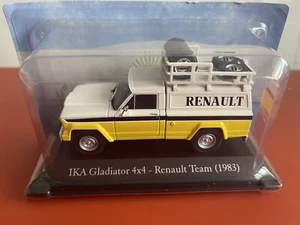 RENAULT
IKA Gladiator 4x4 - Renault Team (1983)